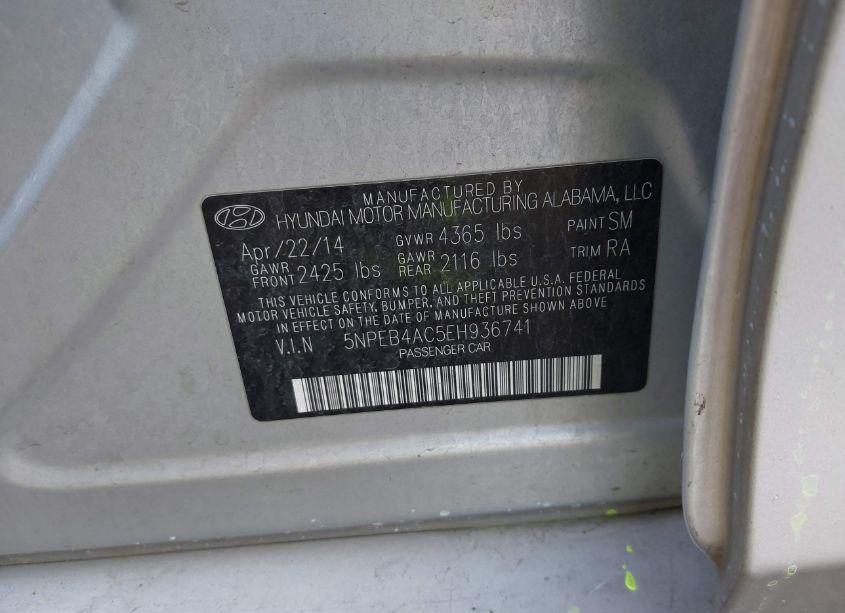 MANUFACTURED BY
HYUNDAI MOTOR MANUFACTURING ALABAMA, LLC
Apr/22/14 GVWR 4365 lbs PAINT SM
GAWR FRONT 2425 lbs GAWR REAR 2116 lbs TRIM RA
THIS VEHICLE CONFORMS TO ALL APPLICABLE U.S.A. FEDERAL
MOTOR VEHICLE SAFETY, BUMPER, AND THEFT PREVENTION STANDARDS
IN EFFECT ON THE DATE OF MANUFACTURE SHOWN ABOVE
V.I.N 5NPEB4AC5EH936741
PASSENGER CAR